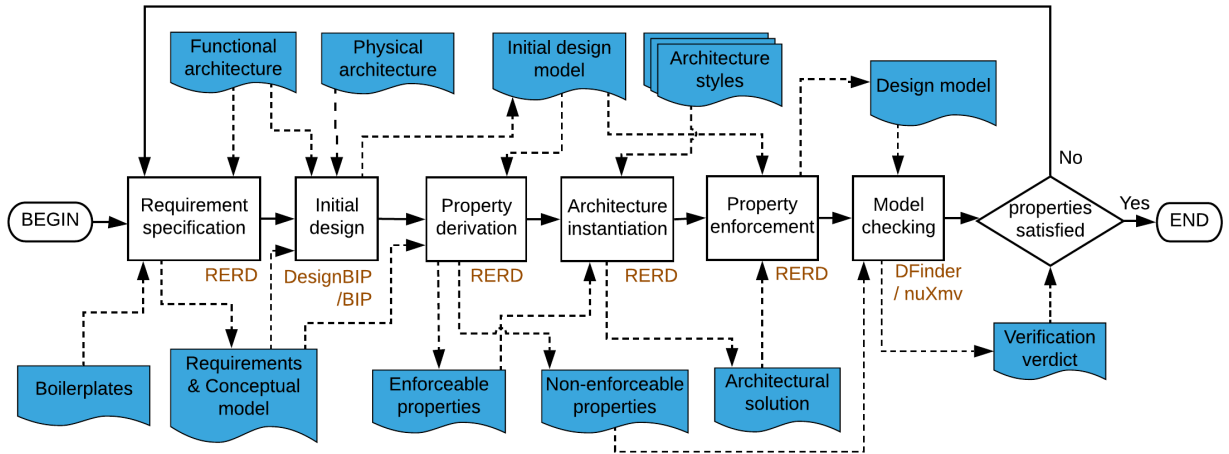 Functional
architecture
Physical
architecture
Initial design
model
Architecture
styles
Design model
No
BEGIN
Requirement
specification
Initial
design
Property
derivation
Architecture
instantiation
Property
enforcement
Model
checking
properties
satisfied
Yes
END
RERD
DesignBIP
/BIP
RERD
RERD
RERD
DFinder
/ nuXmv
Boilerplates
Requirements
& Conceptual
model
Enforceable
properties
Non-enforceable
properties
Architectural
solution
Verification
verdict